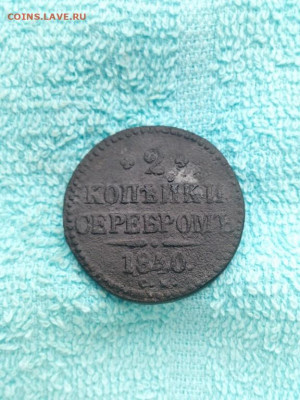 COINS.LAVE.RU
2
КОПѢЙКИ
СЕРЕБРОМЪ
1840.